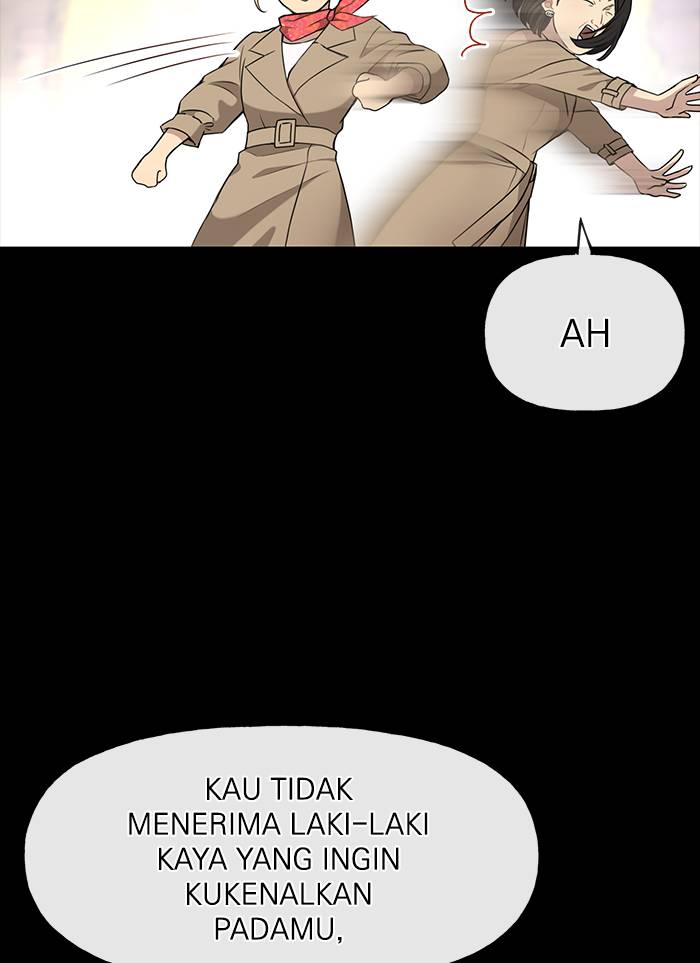 AH
KAU TIDAK
MENERIMA LAKI-LAKI
KAYA YANG INGIN
KUKENALKAN
PADAMU,